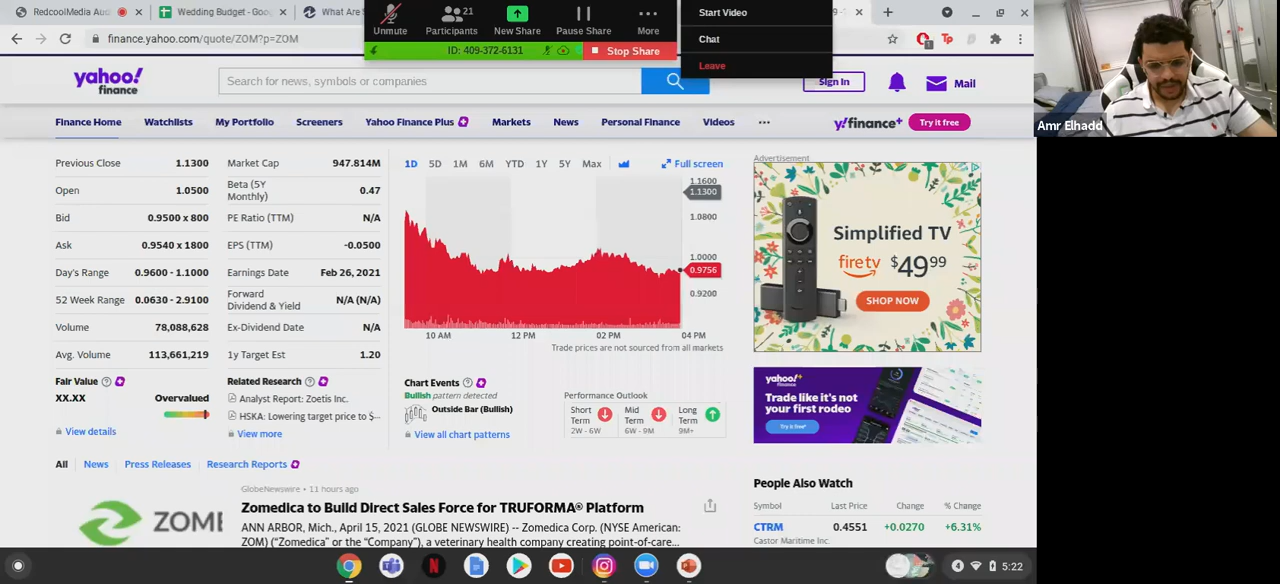 RedcoolMedia Aud
Wedding Budget - Goo
What Are N
Unmute
21
Participants
New Share
Pause Share
More
ID: 409-372-6131
Stop Share
Start Video
Chat
Leave
finance.yahoo.com/quote/ZOM?p=ZOM
1
TP
yahoo!
finance
Search for news, symbols or companies
Sign In
Mail
Amr Elhadd
Finance Home
Watchlists
My Portfolio
Screeners
Yahoo Finance Plus
Markets
News
Personal Finance
Videos
y!finance+
Try it free
Previous Close 1.1300
Open 1.0500
Bid 0.9500 x 800
Ask 0.9540 x 1800
Day's Range 0.9600 - 1.1000
52 Week Range 0.0630 - 2.9100
Volume 78,088,628
Avg. Volume 113,661,219
Market Cap 947.814M
Beta (5Y
Monthly) 0.47
PE Ratio (TTM) N/A
EPS (TTM) -0.0500
Earnings Date Feb 26, 2021
Forward
Dividend & Yield N/A (N/A)
Ex-Dividend Date N/A
1y Target Est 1.20
Fair Value
XX.XX Overvalued
View details
Related Research
Analyst Report: Zoetis Inc.
HSKA: Lowering target price to $...
View more
1D 5D 1M 6M YTD 1Y 5Y Max
Full screen
1.1600
1.1300
1.0800
1.0000
0.9756
0.9200
10 AM 12 PM 02 PM 04 PM
Trade prices are not sourced from all markets
Chart Events
Bullish pattern detected
Outside Bar (Bullish)
View all chart patterns
Performance Outlook
Short
Term
2W - 6W
Mid
Term
6W - 9M
Long
Term
9M+
Advertisement
Simplified TV
fire tv
$49 99
SHOP NOW
yahoo!
finance
Trade like it's not
your first rodeo
Try it free*
All News Press Releases Research Reports
GlobeNewswire • 11 hours ago
Zomedica to Build Direct Sales Force for TRUFORMA® Platform
ANN ARBOR, Mich., April 15, 2021 (GLOBE NEWSWIRE) -- Zomedica Corp. (NYSE American:
ZOM) ("Zomedica" or the "Company"), a veterinary health company creating point-of-care...
ZOME
People Also Watch
Symbol Last Price Change % Change
CTRM 0.4551 +0.0270 +6.31%
Castor Maritime Inc.
4
5:22